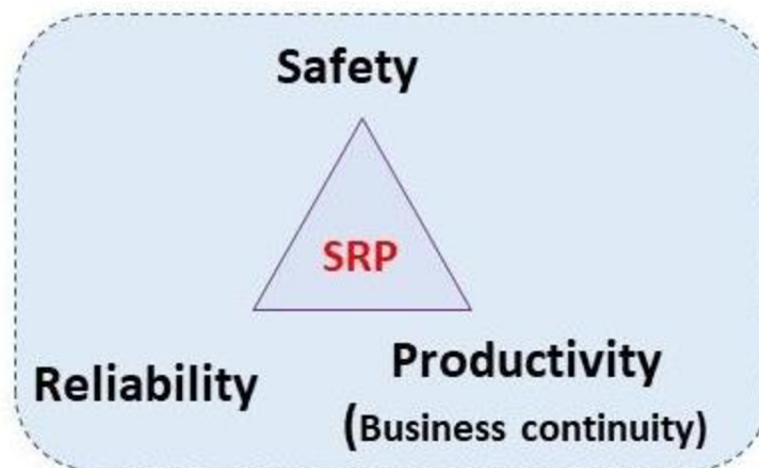 Safety
SRP
Reliability
Productivity
(Business continuity)